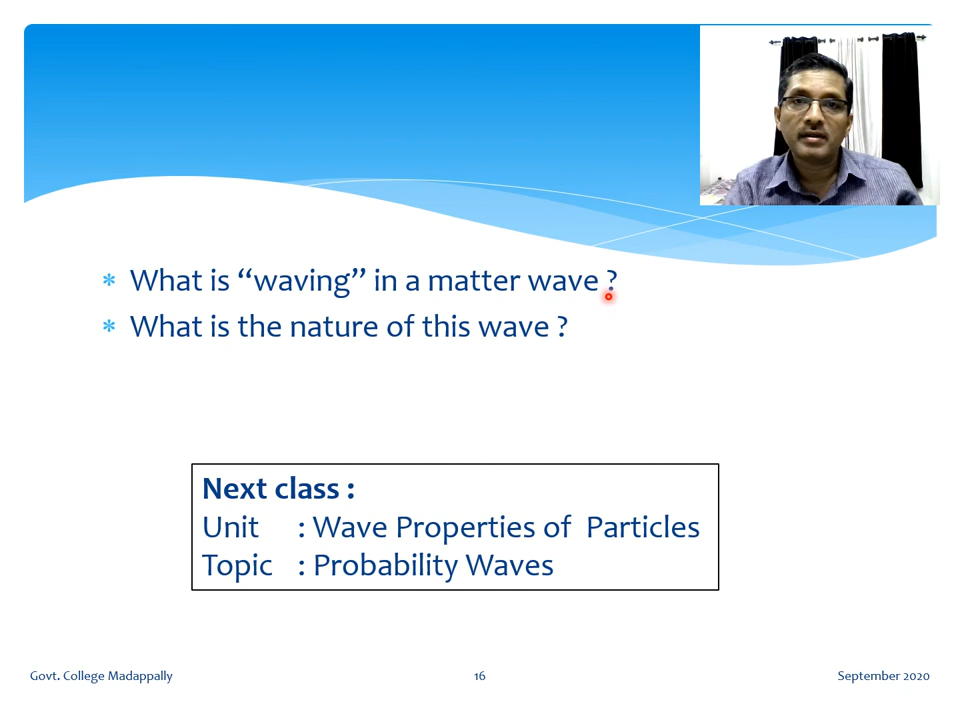 What is “waving” in a matter wave ?
What is the nature of this wave ?
Next class :
Unit : Wave Properties of Particles
Topic : Probability Waves
Govt. College Madappally 16 September 2020